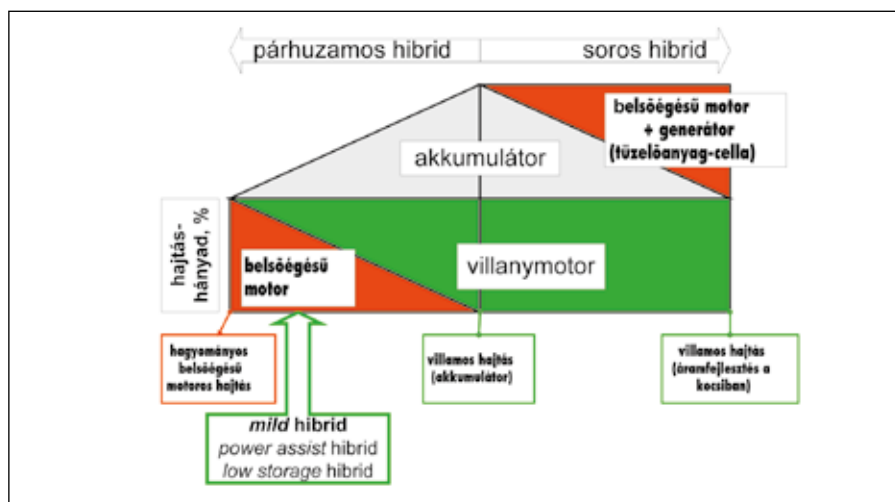 párhuzamos hibrid
soros hibrid
belsőégésű motor
+ generátor
(tüzelőanyag-cella)
akkumulátor
hajtás-
hányad, %
belsőégésű
motor
villanymotor
hagyományos
belsőégésű
motoros hajtás
villamos hajtás
(akkumulátor)
villamos hajtás
(áramfejlesztés a
kocsiban)
mild hibrid
power assist hibrid
low storage hibrid